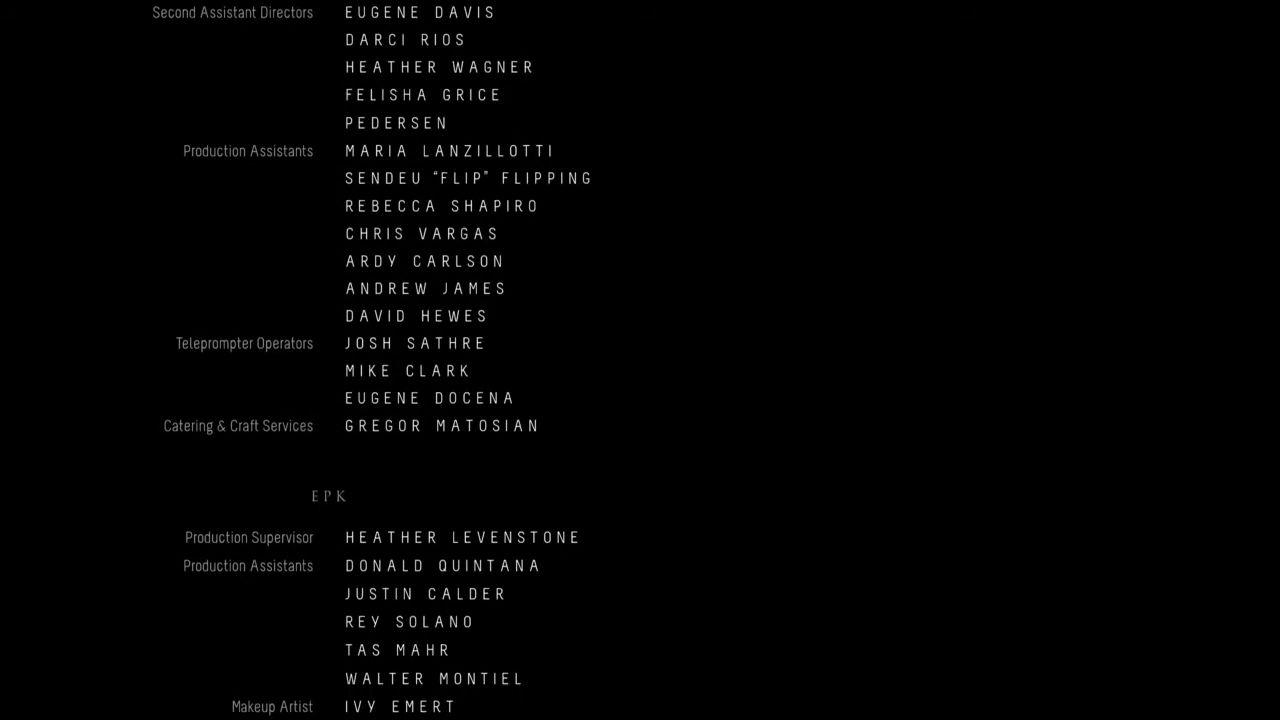 Second Assistant Directors EUGENE DAVIS
DARCI RIOS
HEATHER WAGNER
FELISHA GRICE
PEDERSEN
Production Assistants MARIA LANZILLOTTI
SENDEU “FLIP” FLIPPING
REBECCA SHAPIRO
CHRIS VARGAS
ARDY CARLSON
ANDREW JAMES
DAVID HEWES
Teleprompter Operators JOSH SATHRE
MIKE CLARK
EUGENE DOCENA
Catering & Craft Services GREGOR MATOSIAN
EPK
Production Supervisor HEATHER LEVENSTONE
Production Assistants DONALD QUINTANA
JUSTIN CALDER
REY SOLANO
TAS MAHR
WALTER MONTIEL
Makeup Artist IVY EMERT